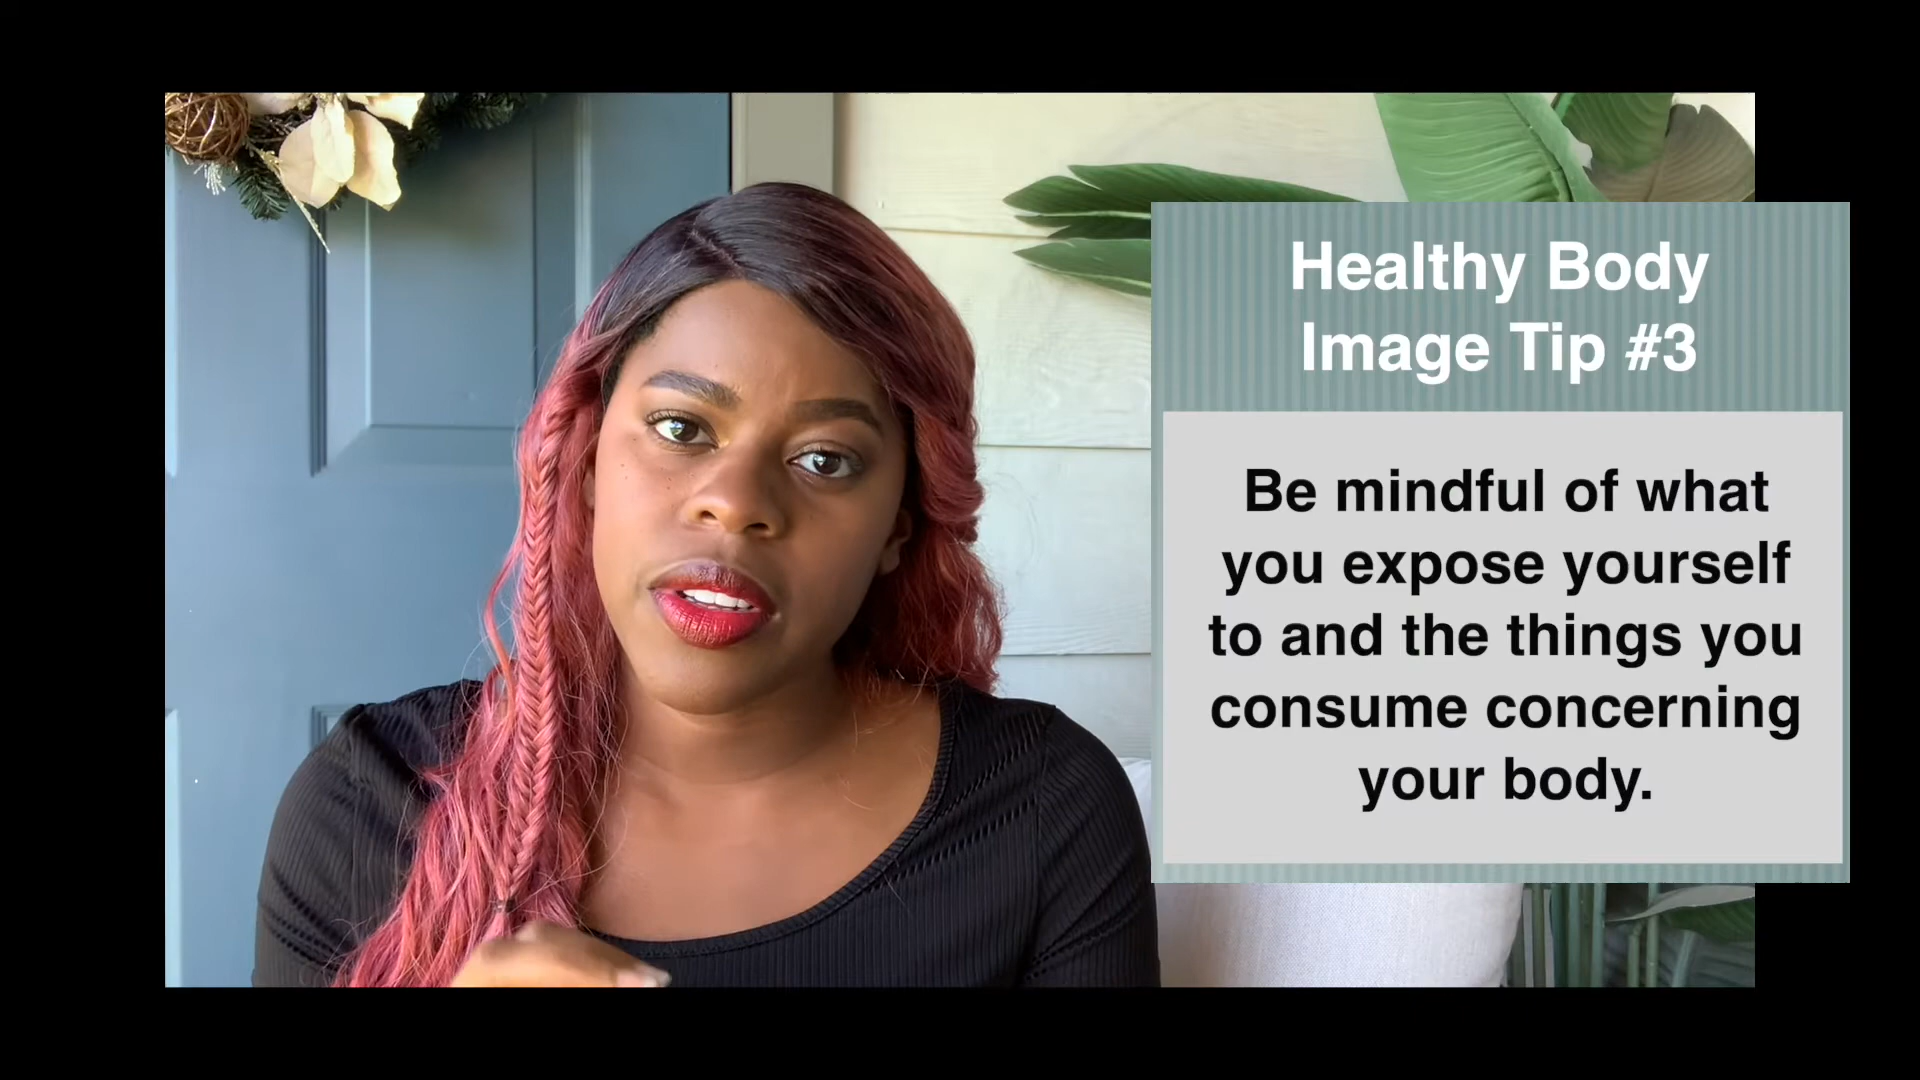 Healthy Body
Image Tip #3
Be mindful of what
you expose yourself
to and the things you
consume concerning
your body.